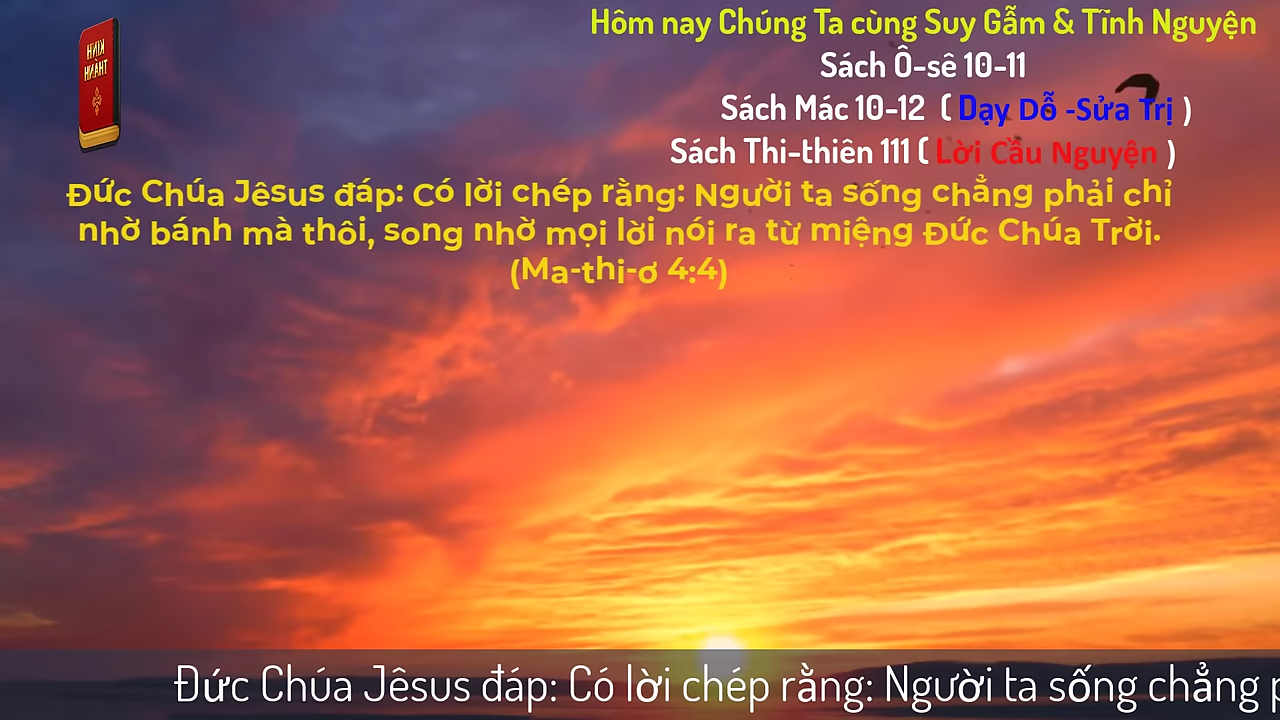 KINH
THÁNH
Hôm nay Chúng Ta cùng Suy Gẫm & Tĩnh Nguyện
Sách Ô-sê 10-11
Sách Mác 10-12 ( Dạy Dỗ -Sửa Trị )
Sách Thi-thiên 111 ( Lời Cầu Nguyện )
Đức Chúa Jêsus đáp: Có lời chép rằng: Người ta sống chẳng phải chỉ
nhờ bánh mà thôi, song nhờ mọi lời nói ra từ miệng Đức Chúa Trời.
(Ma-thi-ơ 4:4)
Đức Chúa Jêsus đáp: Có lời chép rằng: Người ta sống chẳng